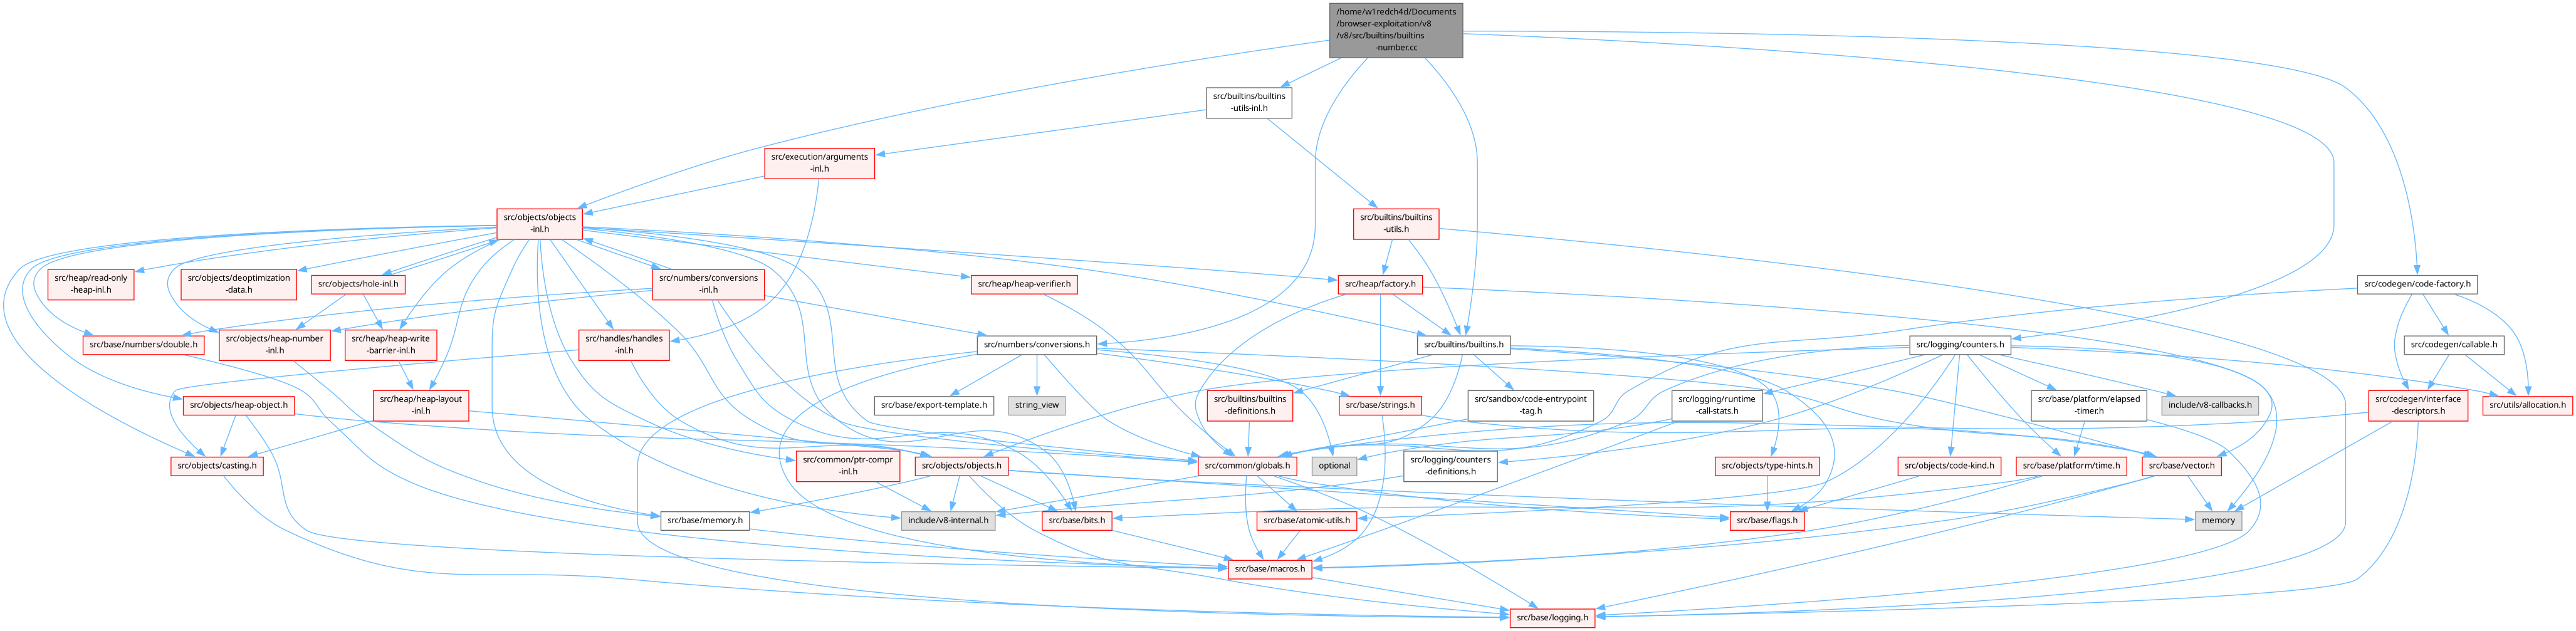 /home/w1redch4d/Documents
/browser-exploitation/v8
/v8/src/builtins/builtins
-number.cc
src/builtins/builtins
-utils-inl.h
src/execution/arguments
-inl.h
src/objects/objects
-inl.h
src/builtins/builtins
-utils.h
src/heap/read-only
-heap-inl.h
src/objects/deoptimization
-data.h
src/objects/hole-inl.h
src/numbers/conversions
-inl.h
src/heap/heap-verifier.h
src/heap/factory.h
src/codegen/code-factory.h
src/base/numbers/double.h
src/objects/heap-number
-inl.h
src/heap/heap-write
-barrier-inl.h
src/handles/handles
-inl.h
src/numbers/conversions.h
src/builtins/builtins.h
src/logging/counters.h
src/codegen/callable.h
src/objects/heap-object.h
src/heap/heap-layout
-inl.h
src/base/export-template.h
string_view
src/builtins/builtins
-definitions.h
src/base/strings.h
src/sandbox/code-entrypoint
-tag.h
src/logging/runtime
-call-stats.h
src/base/platform/elapsed
-timer.h
include/v8-callbacks.h
src/codegen/interface
-descriptors.h
src/utils/allocation.h
src/objects/casting.h
src/common/ptr-compr
-inl.h
src/objects/objects.h
src/common/globals.h
optional
src/logging/counters
-definitions.h
src/objects/type-hints.h
src/objects/code-kind.h
src/base/platform/time.h
src/base/vector.h
src/base/memory.h
include/v8-internal.h
src/base/bits.h
src/base/atomic-utils.h
src/base/flags.h
memory
src/base/macros.h
src/base/logging.h